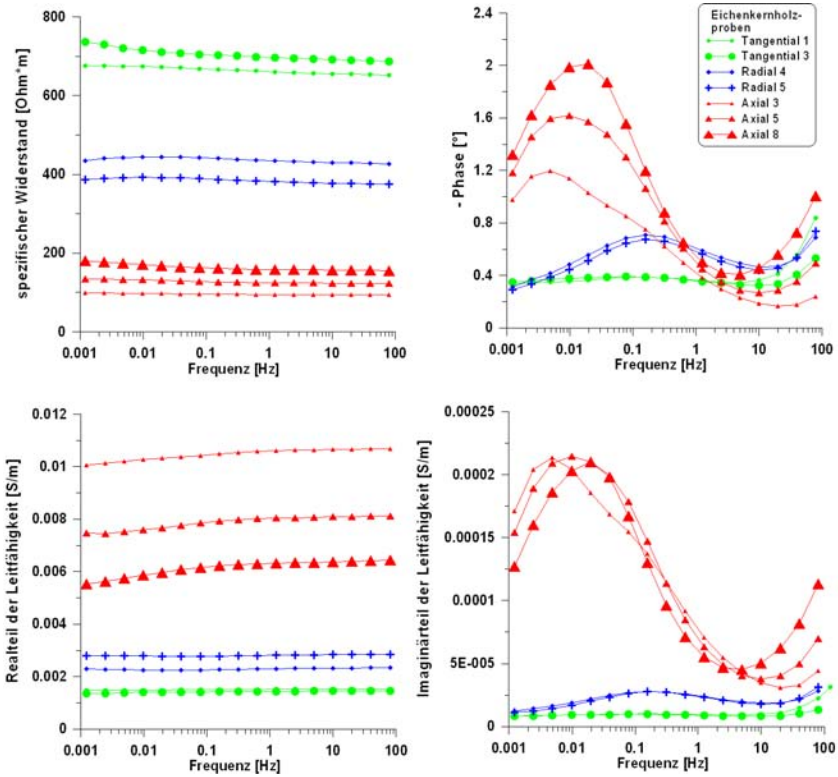 spezifischer Widerstand [Ohm*m]
800
600
400
200
0
0.001 0.01 0.1 1 10 100
Frequenz [Hz]
- Phase [°]
2.4
2
1.6
1.2
0.8
0.4
0
0.001 0.01 0.1 1 10 100
Frequenz [Hz]
Eichenkernholz-
proben
Tangential 1
Tangential 3
Radial 4
Radial 5
Axial 3
Axial 5
Axial 8
Realteil der Leitfähigkeit [S/m]
0.012
0.01
0.008
0.006
0.004
0.002
0
0.001 0.01 0.1 1 10 100
Frequenz [Hz]
Imaginärteil der Leitfähigkeit [S/m]
0.00025
0.0002
0.00015
0.0001
5E-005
0
0.001 0.01 0.1 1 10 100
Frequenz [Hz]